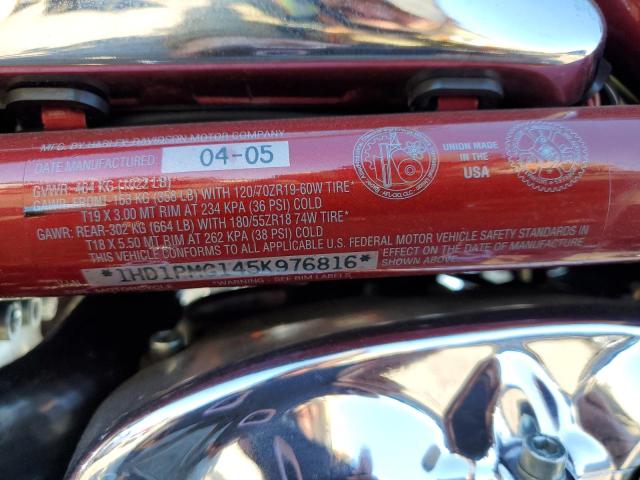 MFG. BY HARLEY-DAVIDSON MOTOR COMPANY
DATE MANUFACTURED 04-05
GVWR- 464 KG (1022 LB)
GAWR: FRONT- 163 KG (358 LB) WITH 120/70ZR19-60W TIRE*
T19 X 3.00 MT RIM AT 234 KPA (36 PSI) COLD
GAWR: REAR-302 KG (664 LB) WITH 180/55ZR18 74W TIRE*
T18 X 5.50 MT RIM AT 262 KPA (38 PSI) COLD
THIS VEHICLE CONFORMS TO ALL APPLICABLE U.S. FEDERAL MOTOR VEHICLE SAFETY STANDARDS IN
EFFECT ON THE DATE OF MANUFACTURE
SHOWN ABOVE.
*1HD1PMG145K976816*
*WARNING - SEE RIM LABELS
UNION MADE
IN THE
USA